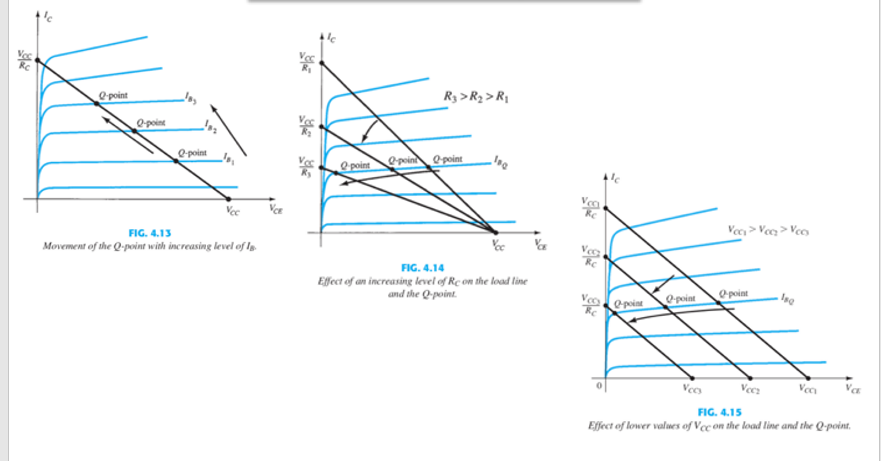 I_C
V_CC
R_C
Q-point
I_B3
Q-point
I_B2
Q-point
I_B1
V_CC
V_CE
FIG. 4.13
Movement of the Q-point with increasing level of I_B.
I_C
V_CC
R_1
R_3 > R_2 > R_1
V_CC
R_2
V_CC
R_3
Q-point Q-point Q-point
I_BQ
V_CC
V_CE
FIG. 4.14
Effect of an increasing level of R_C on the load line
and the Q-point.
I_C
V_CC1
R_C
V_CC1 > V_CC2 > V_CC3
V_CC2
R_C
V_CC3
R_C
Q-point Q-point Q-point
I_BQ
0
V_CC3
V_CC2
V_CC1
V_CE
FIG. 4.15
Effect of lower values of V_CC on the load line and the Q-point.